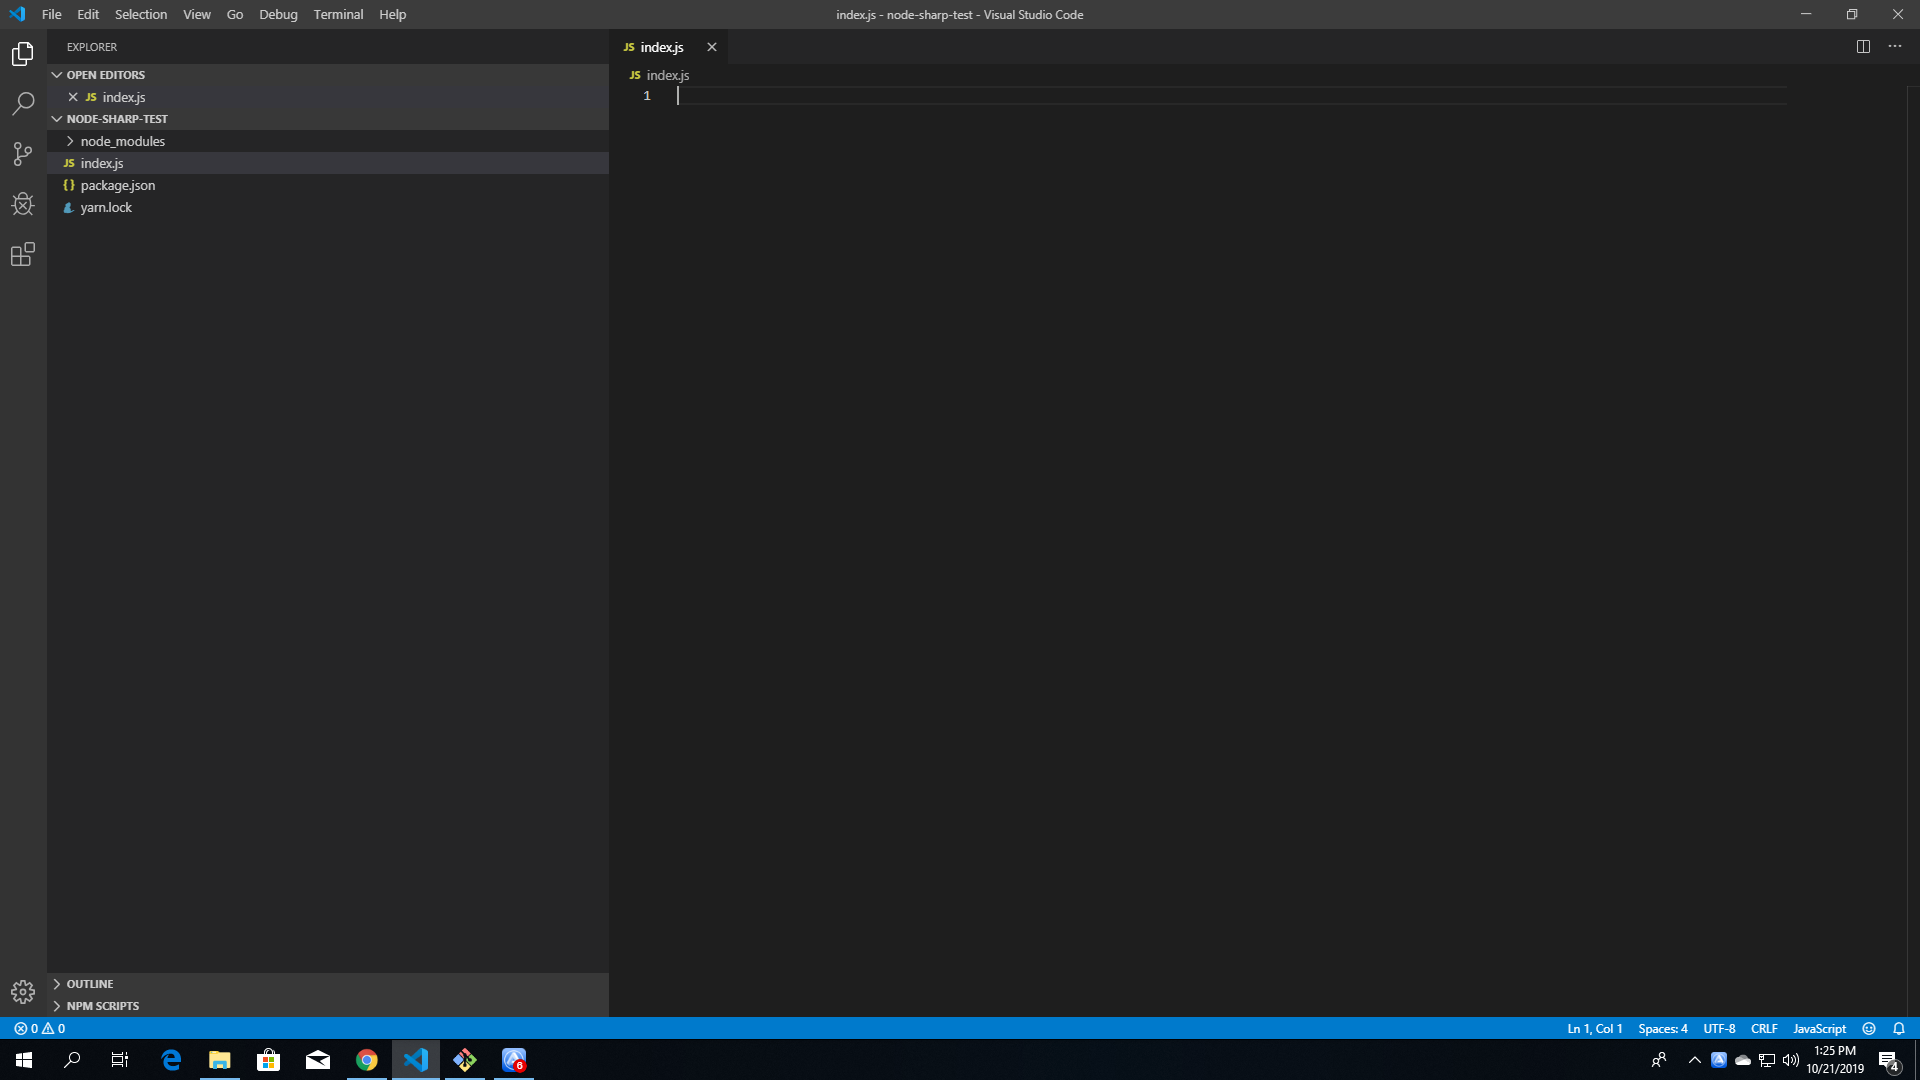 File Edit Selection View Go Debug Terminal Help
index.js - node-sharp-test - Visual Studio Code
EXPLORER
OPEN EDITORS
JS index.js
NODE-SHARP-TEST
node_modules
JS index.js
{} package.json
yarn.lock
OUTLINE
NPM SCRIPTS
JS index.js
JS index.js
1
0 0
Ln 1, Col 1 Spaces: 4 UTF-8 CRLF JavaScript
6
1:25 PM
10/21/2019
4